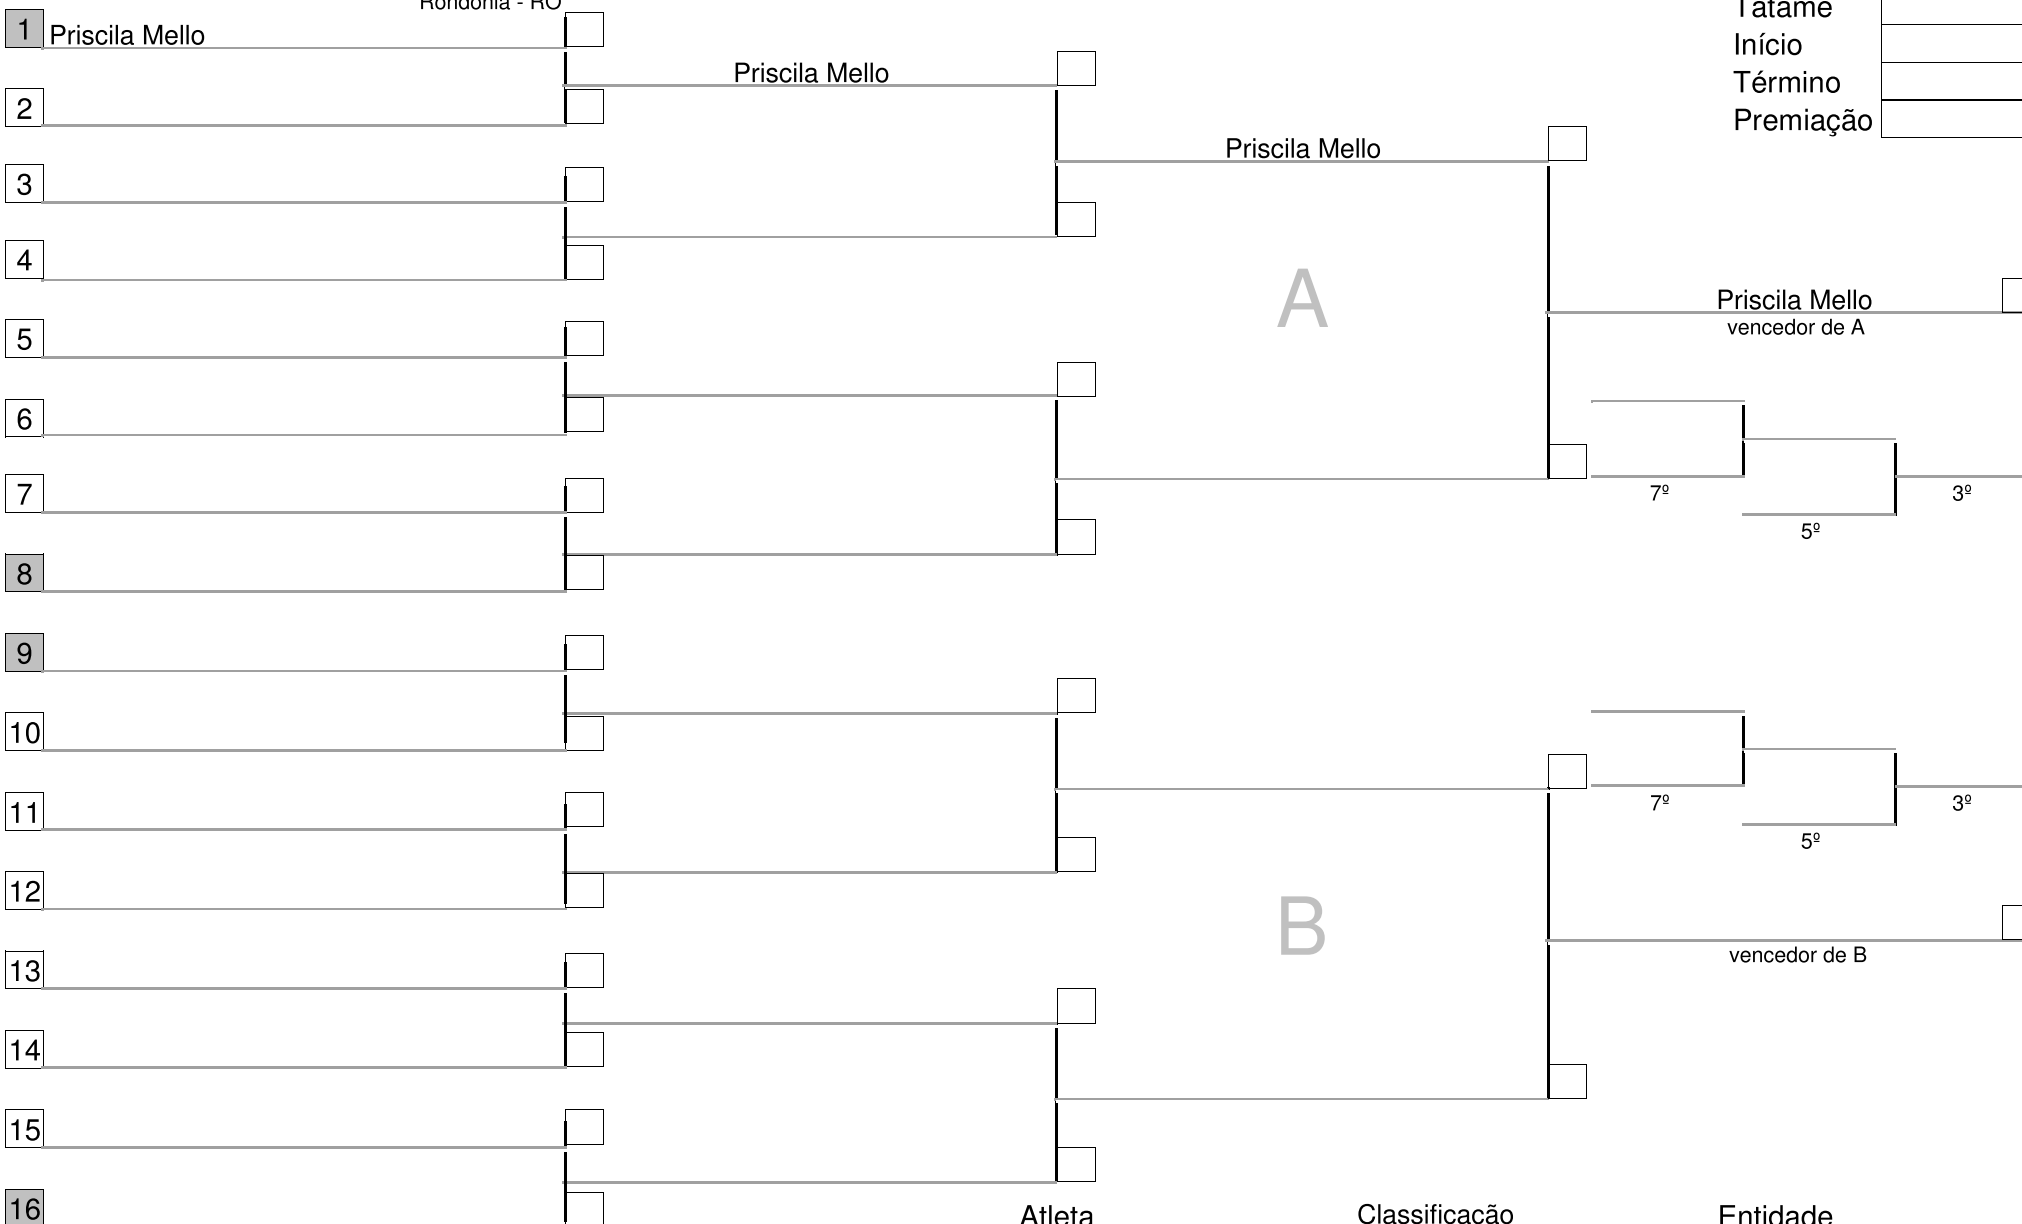 Rondônia - RO
1 Priscila Mello
Tatame
Início
Priscila Mello
Término
2
Premiação
Priscila Mello
3
4
A
Priscila Mello
vencedor de A
5
6
7
7º
3º
5º
8
9
10
11
7º
3º
5º
12
B
vencedor de B
13
14
15
16
Atleta
Classificação
Entidade